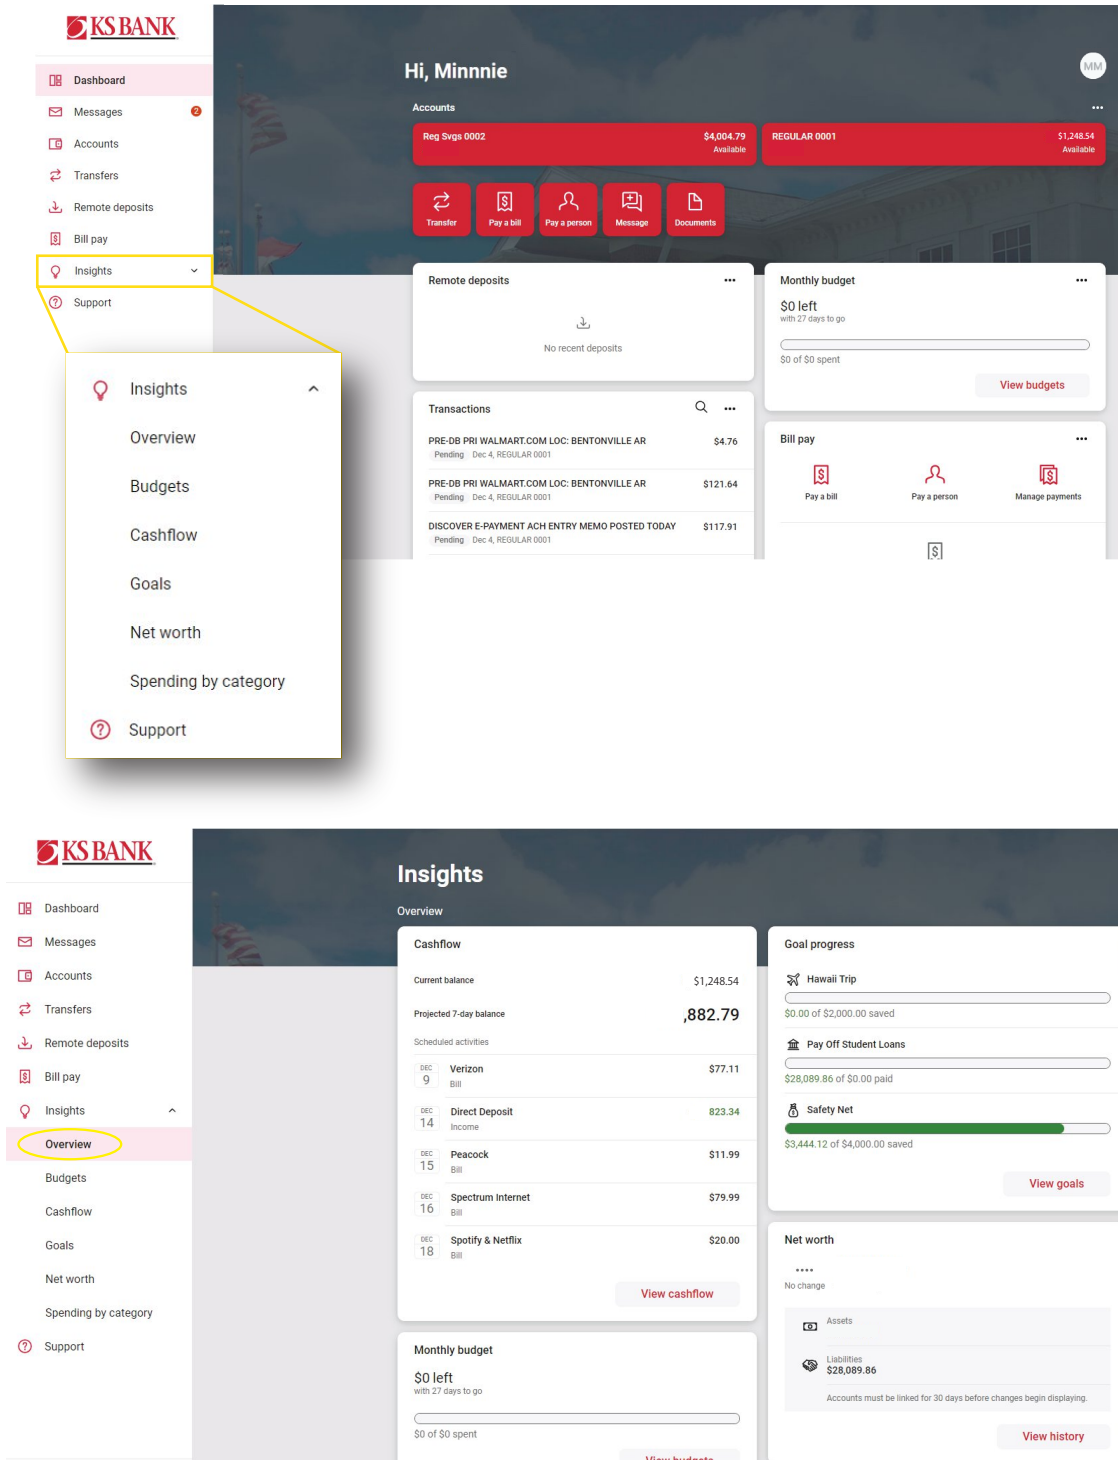 KS BANK
Dashboard
Messages 2
Accounts
Transfers
Remote deposits
Bill pay
Insights
Support
Hi, Minnnie
MM
Accounts
Reg Svgs 0002 $4,004.79
Available
REGULAR 0001 $1,248.54
Available
Transfer Pay a bill Pay a person Message Documents
Remote deposits
No recent deposits
Monthly budget
$0 left
with 27 days to go
$0 of $0 spent
View budgets
Transactions
PRE-DB PRI WALMART.COM LOC: BENTONVILLE AR $4.76
Pending Dec 4, REGULAR 0001
PRE-DB PRI WALMART.COM LOC: BENTONVILLE AR $121.64
Pending Dec 4, REGULAR 0001
DISCOVER E-PAYMENT ACH ENTRY MEMO POSTED TODAY $117.91
Pending Dec 4, REGULAR 0001
Bill pay
Pay a bill Pay a person Manage payments
Insights
Overview
Budgets
Cashflow
Goals
Net worth
Spending by category
Support
KS BANK
Dashboard
Messages
Accounts
Transfers
Remote deposits
Bill pay
Insights
Overview
Budgets
Cashflow
Goals
Net worth
Spending by category
Support
Insights
Overview
Cashflow
Current balance $1,248.54
Projected 7-day balance ,882.79
Scheduled activities
DEC 9 Verizon $77.11
Bill
DEC 14 Direct Deposit 823.34
Income
DEC 15 Peacock $11.99
Bill
DEC 16 Spectrum Internet $79.99
Bill
DEC 18 Spotify & Netflix $20.00
Bill
View cashflow
Monthly budget
$0 left
with 27 days to go
$0 of $0 spent
View budgets
Goal progress
Hawaii Trip
$0.00 of $2,000.00 saved
Pay Off Student Loans
$28,089.86 of $0.00 paid
Safety Net
$3,444.12 of $4,000.00 saved
View goals
Net worth
No change
Assets
Liabilities
$28,089.86
Accounts must be linked for 30 days before changes begin displaying.
View history